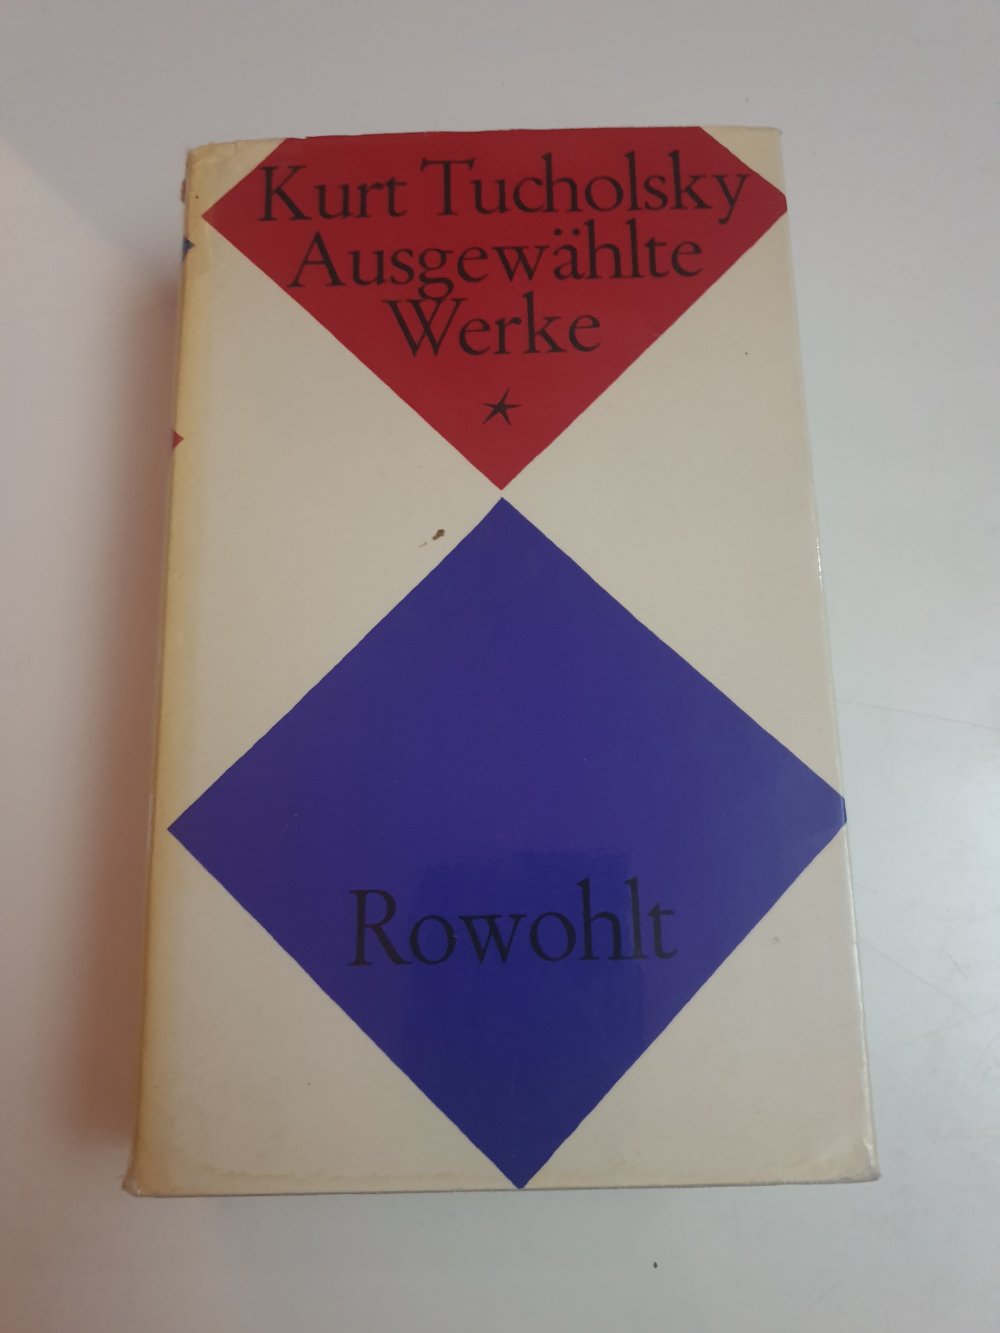 Kurt Tucholsky
Ausgewählte
Werke
Rowohlt